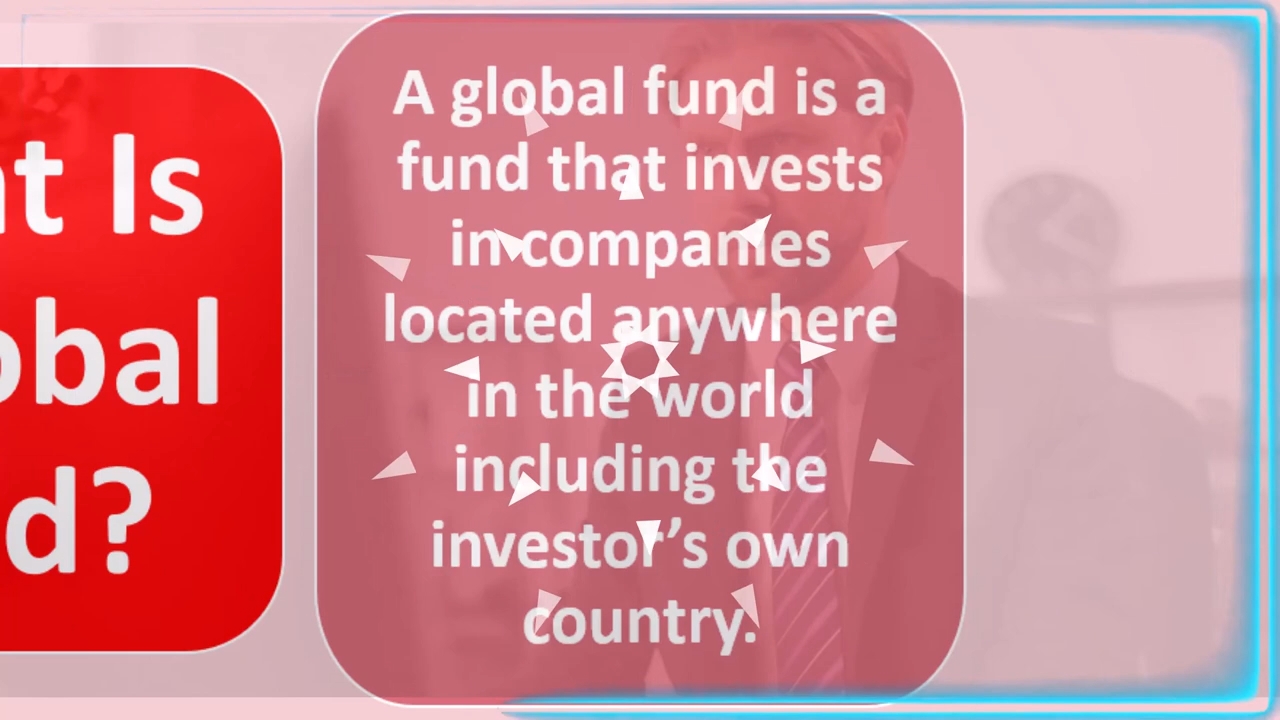 t Is
obal
d?
A global fund is a
fund that invests
in companies
located anywhere
in the world
including the
investor’s own
country.